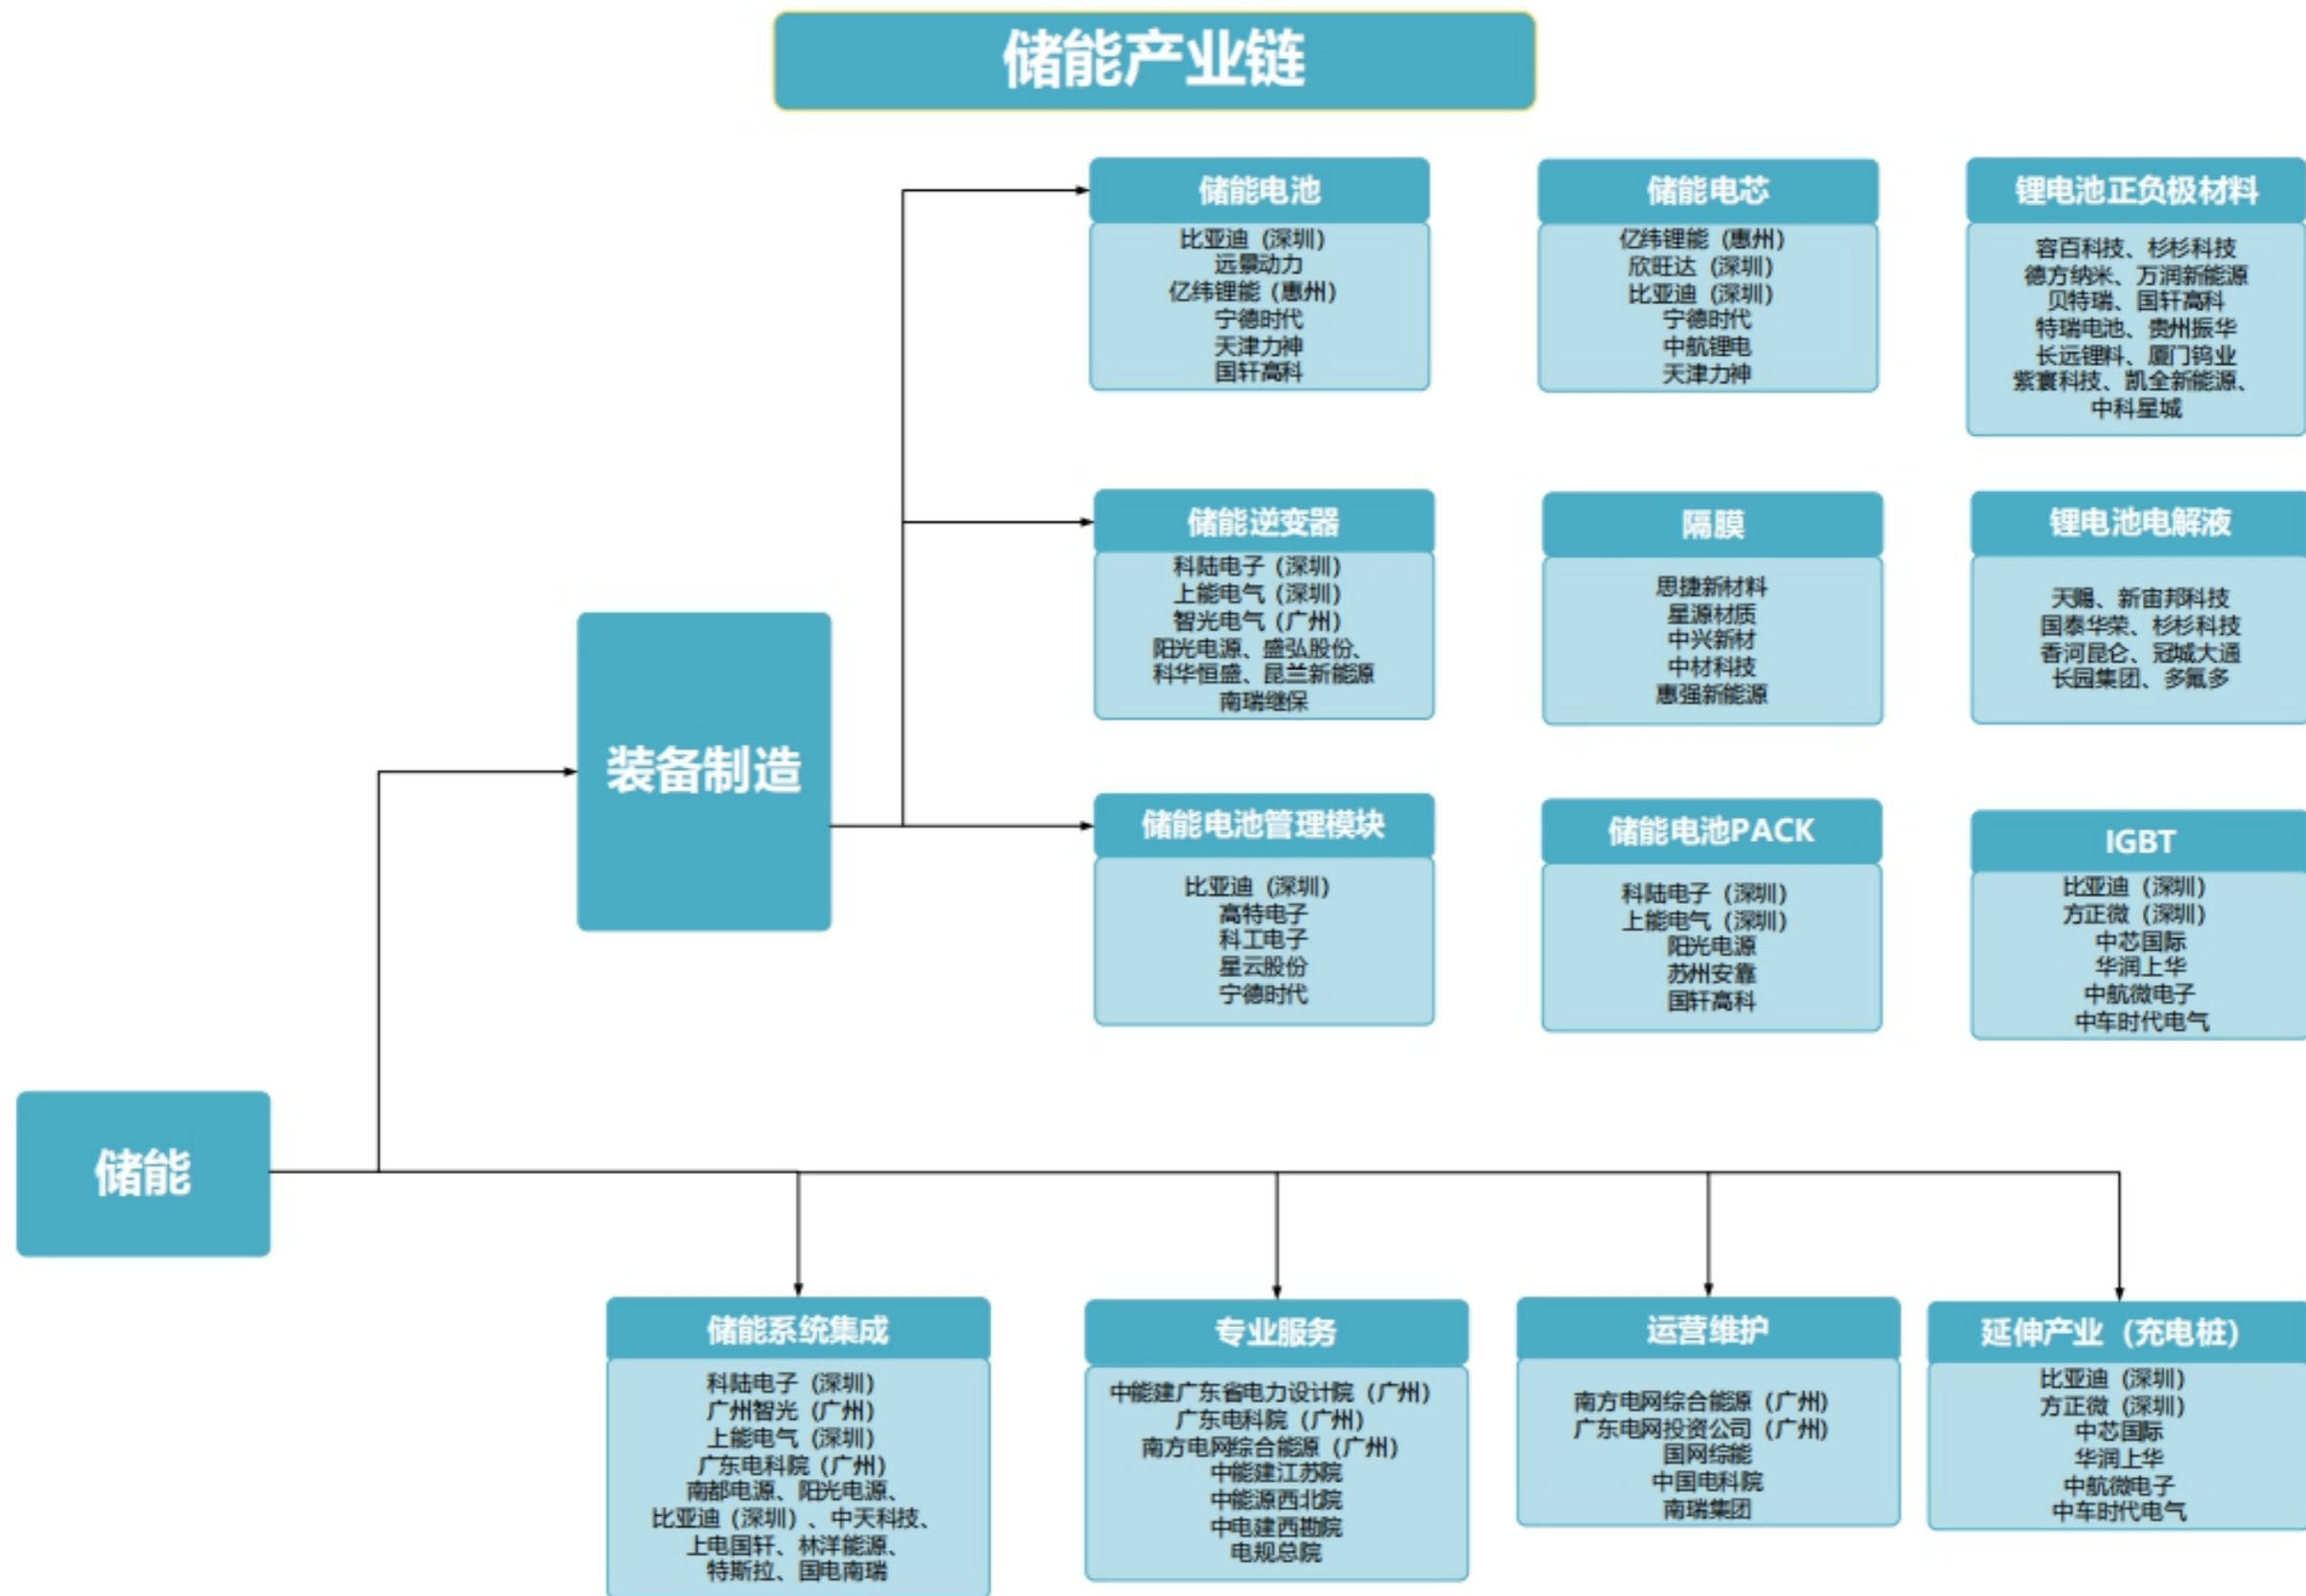 储能产业链
储能电池
比亚迪（深圳）
远景动力
亿纬锂能（惠州）
宁德时代
天津力神
国轩高科
储能电芯
亿纬锂能（惠州）
欣旺达（深圳）
比亚迪（深圳）
宁德时代
中航锂电
天津力神
锂电池正负极材料
容百科技、杉杉科技
德方纳米、万润新能源
贝特瑞、国轩高科
特瑞电池、贵州振华
长远锂料、厦门钨业
紫寰科技、凯全新能源、
中科星城
储能逆变器
科陆电子（深圳）
上能电气（深圳）
智光电气（广州）
阳光电源、盛弘股份、
科华恒盛、昆兰新能源
南瑞继保
隔膜
思捷新材料
星源材质
中兴新材
中材科技
惠强新能源
锂电池电解液
天赐、新宙邦科技
国泰华荣、杉杉科技
香河昆仑、冠城大通
长园集团、多氟多
装备制造
储能电池管理模块
比亚迪（深圳）
高特电子
科工电子
星云股份
宁德时代
储能电池PACK
科陆电子（深圳）
上能电气（深圳）
阳光电源
苏州安靠
国轩高科
IGBT
比亚迪（深圳）
方正微（深圳）
中芯国际
华润上华
中航微电子
中车时代电气
储能
储能系统集成
科陆电子（深圳）
广州智光（广州）
上能电气（深圳）
广东电科院（广州）
南都电源、阳光电源、
比亚迪（深圳）、中天科技、
上电国轩、林洋能源、
特斯拉、国电南瑞
专业服务
中能建广东省电力设计院（广州）
广东电科院（广州）
南方电网综合能源（广州）
中能建江苏院
中能源西北院
中电建西勘院
电规总院
运营维护
南方电网综合能源（广州）
广东电网投资公司（广州）
国网综能
中国电科院
南瑞集团
延伸产业（充电桩）
比亚迪（深圳）
方正微（深圳）
中芯国际
华润上华
中航微电子
中车时代电气